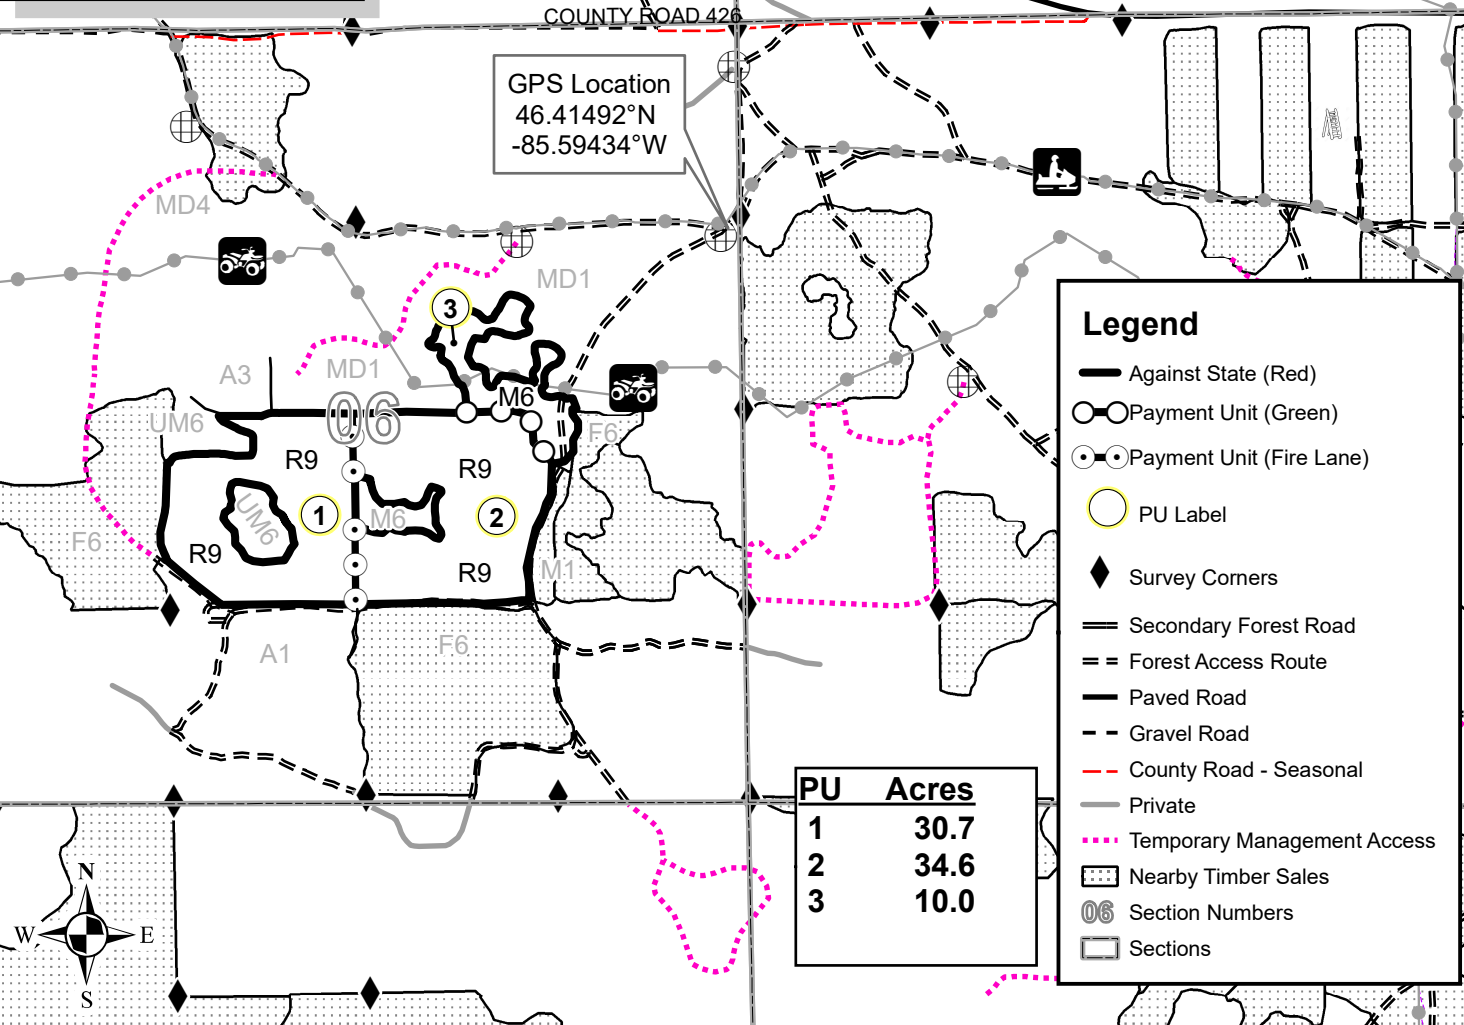 COUNTY ROAD 426
GPS Location
46.41492°N
-85.59434°W
MD4
MD1
3
A3
MD1
M6
06
UM6
F6
R9
R9
UM6
1
M6
2
F6
R9
R9
M1
A1
F6
PU Acres
1 30.7
2 34.6
3 10.0
N
W E
S
Legend
Against State (Red)
Payment Unit (Green)
Payment Unit (Fire Lane)
PU Label
Survey Corners
Secondary Forest Road
Forest Access Route
Paved Road
Gravel Road
County Road - Seasonal
Private
Temporary Management Access
Nearby Timber Sales
06 Section Numbers
Sections